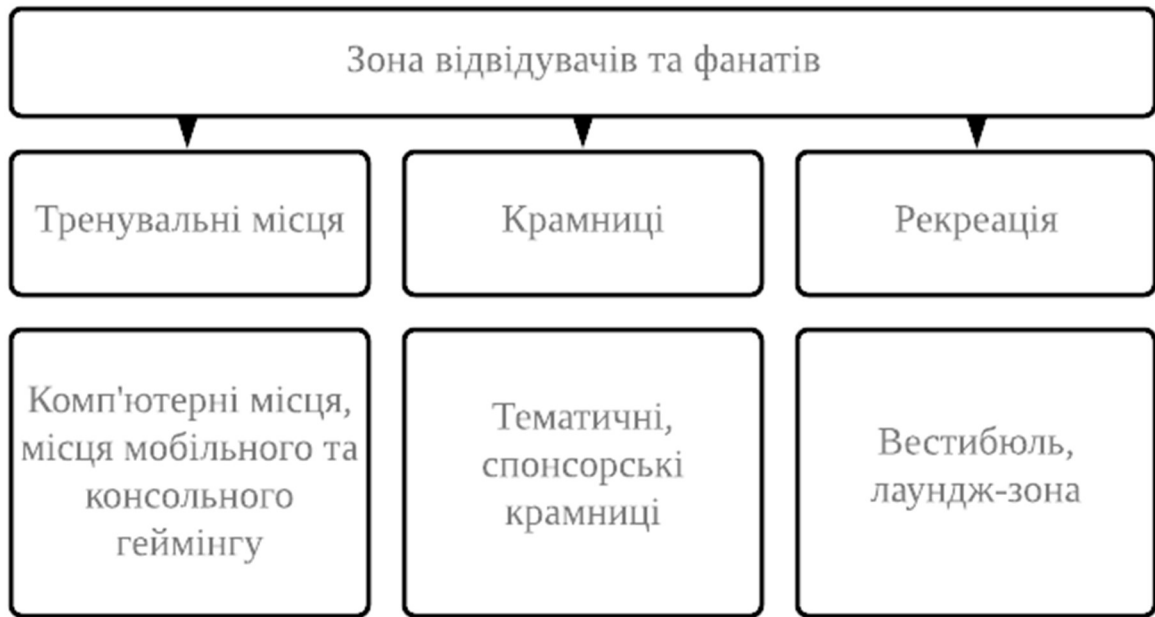 Зона відвідувачів та фанатів
Тренувальні місця
Крамниці
Рекреація
Комп'ютерні місця,
місця мобільного та
консольного
геймінгу
Тематичні,
спонсорські
крамниці
Вестибюль,
лаундж-зона